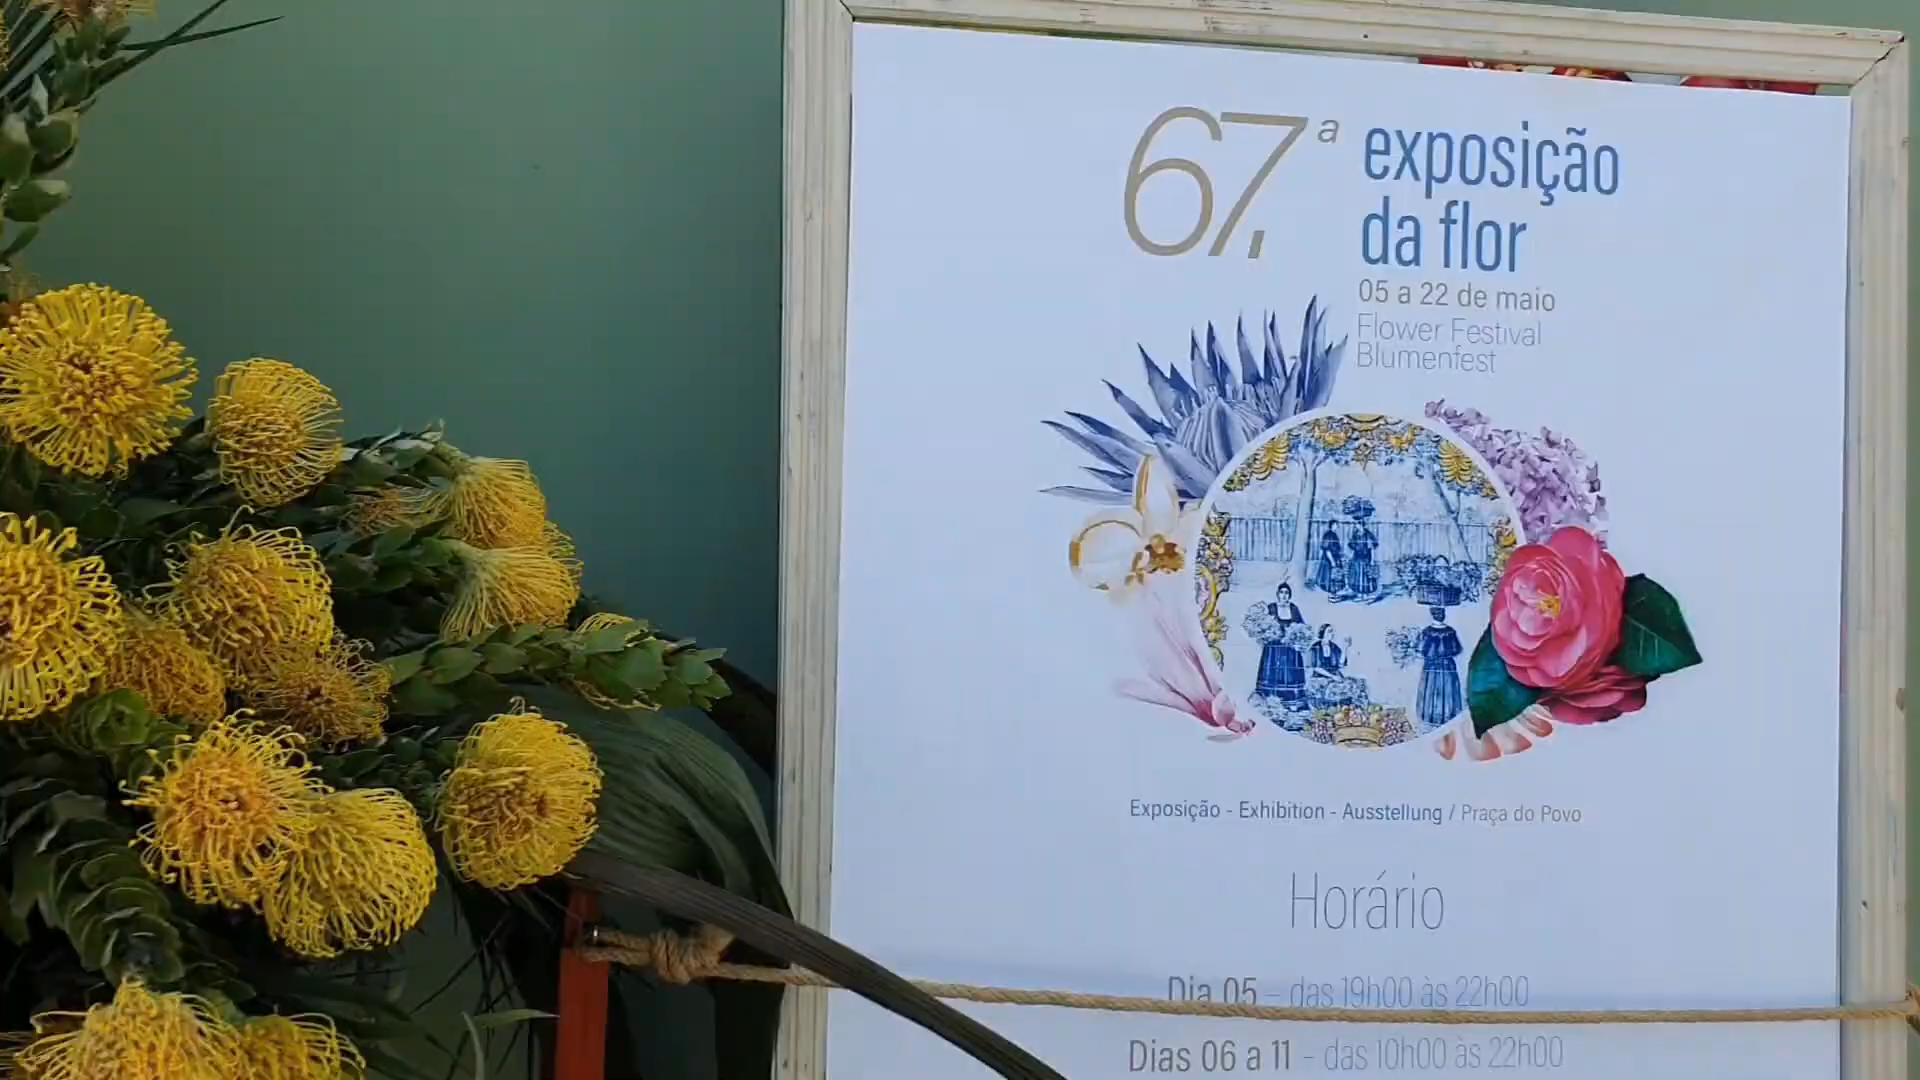 67.ª exposição
da flor
05 a 22 de maio
Flower Festival
Blumenfest
Exposição - Exhibition - Ausstellung / Praça do Povo
Horário
Dia 05 – das 19h00 às 22h00
Dias 06 a 11 – das 10h00 às 22h00